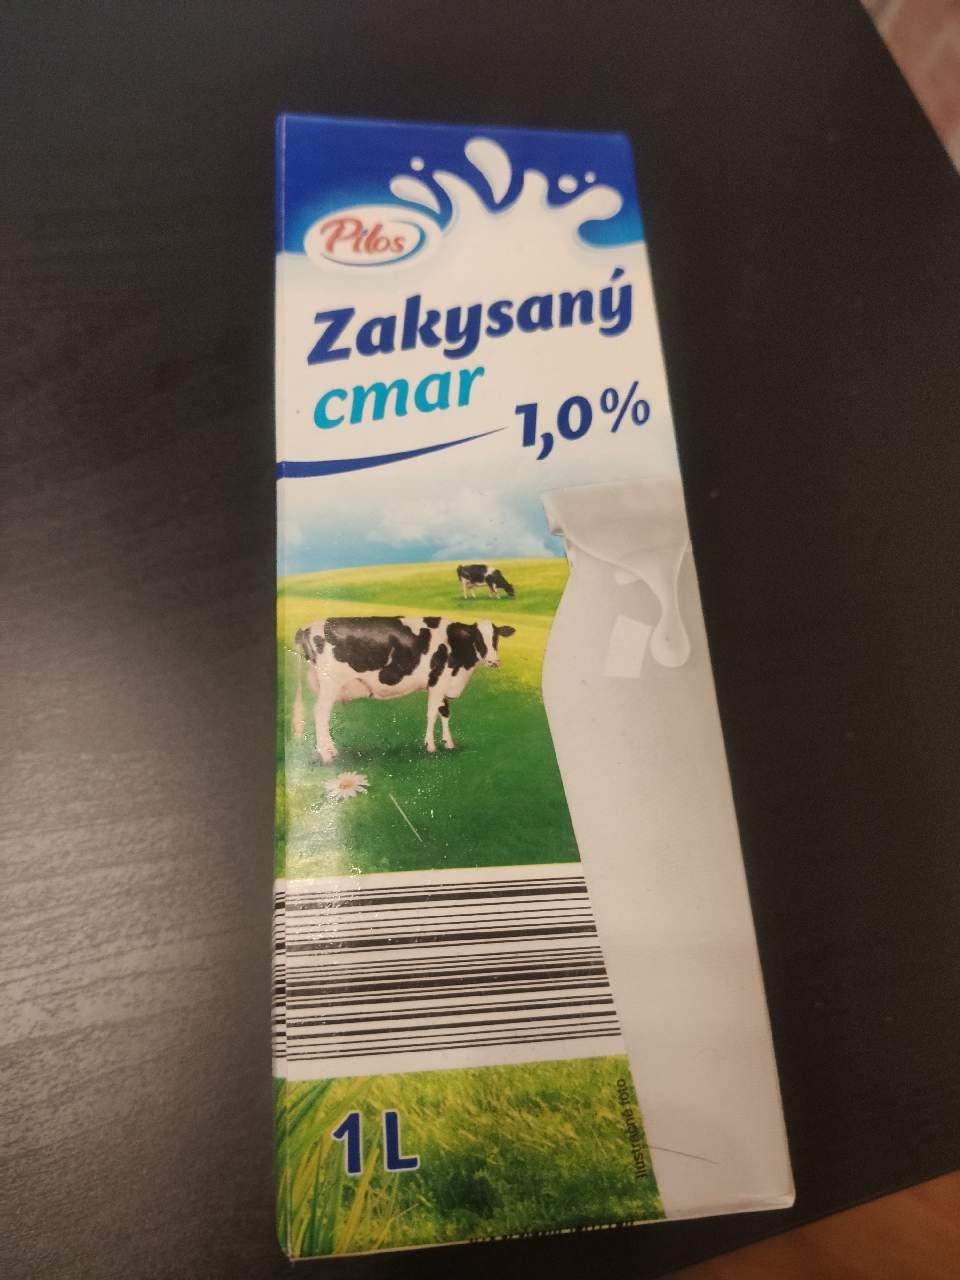 Pilos
Zakysaný
cmar
1,0%
1 L
Ilustračné foto